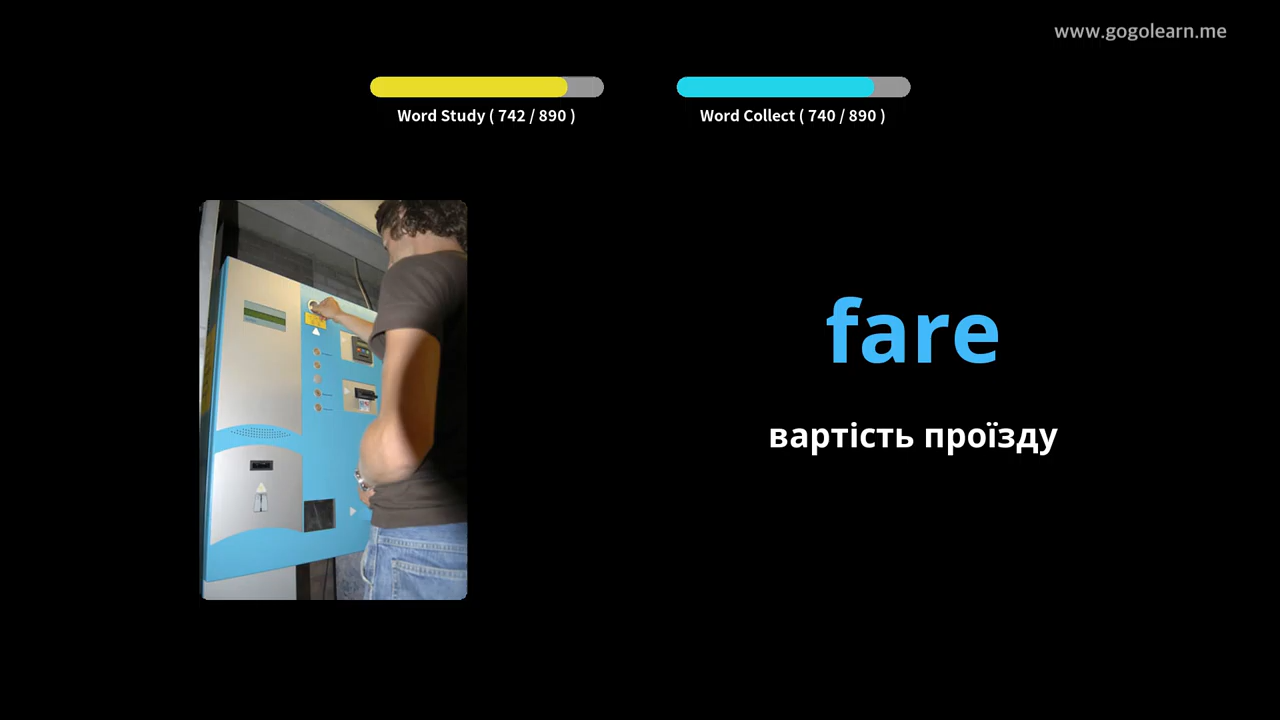 www.gogolearn.me
Word Study ( 742 / 890 )
Word Collect ( 740 / 890 )
fare
вартість проїзду